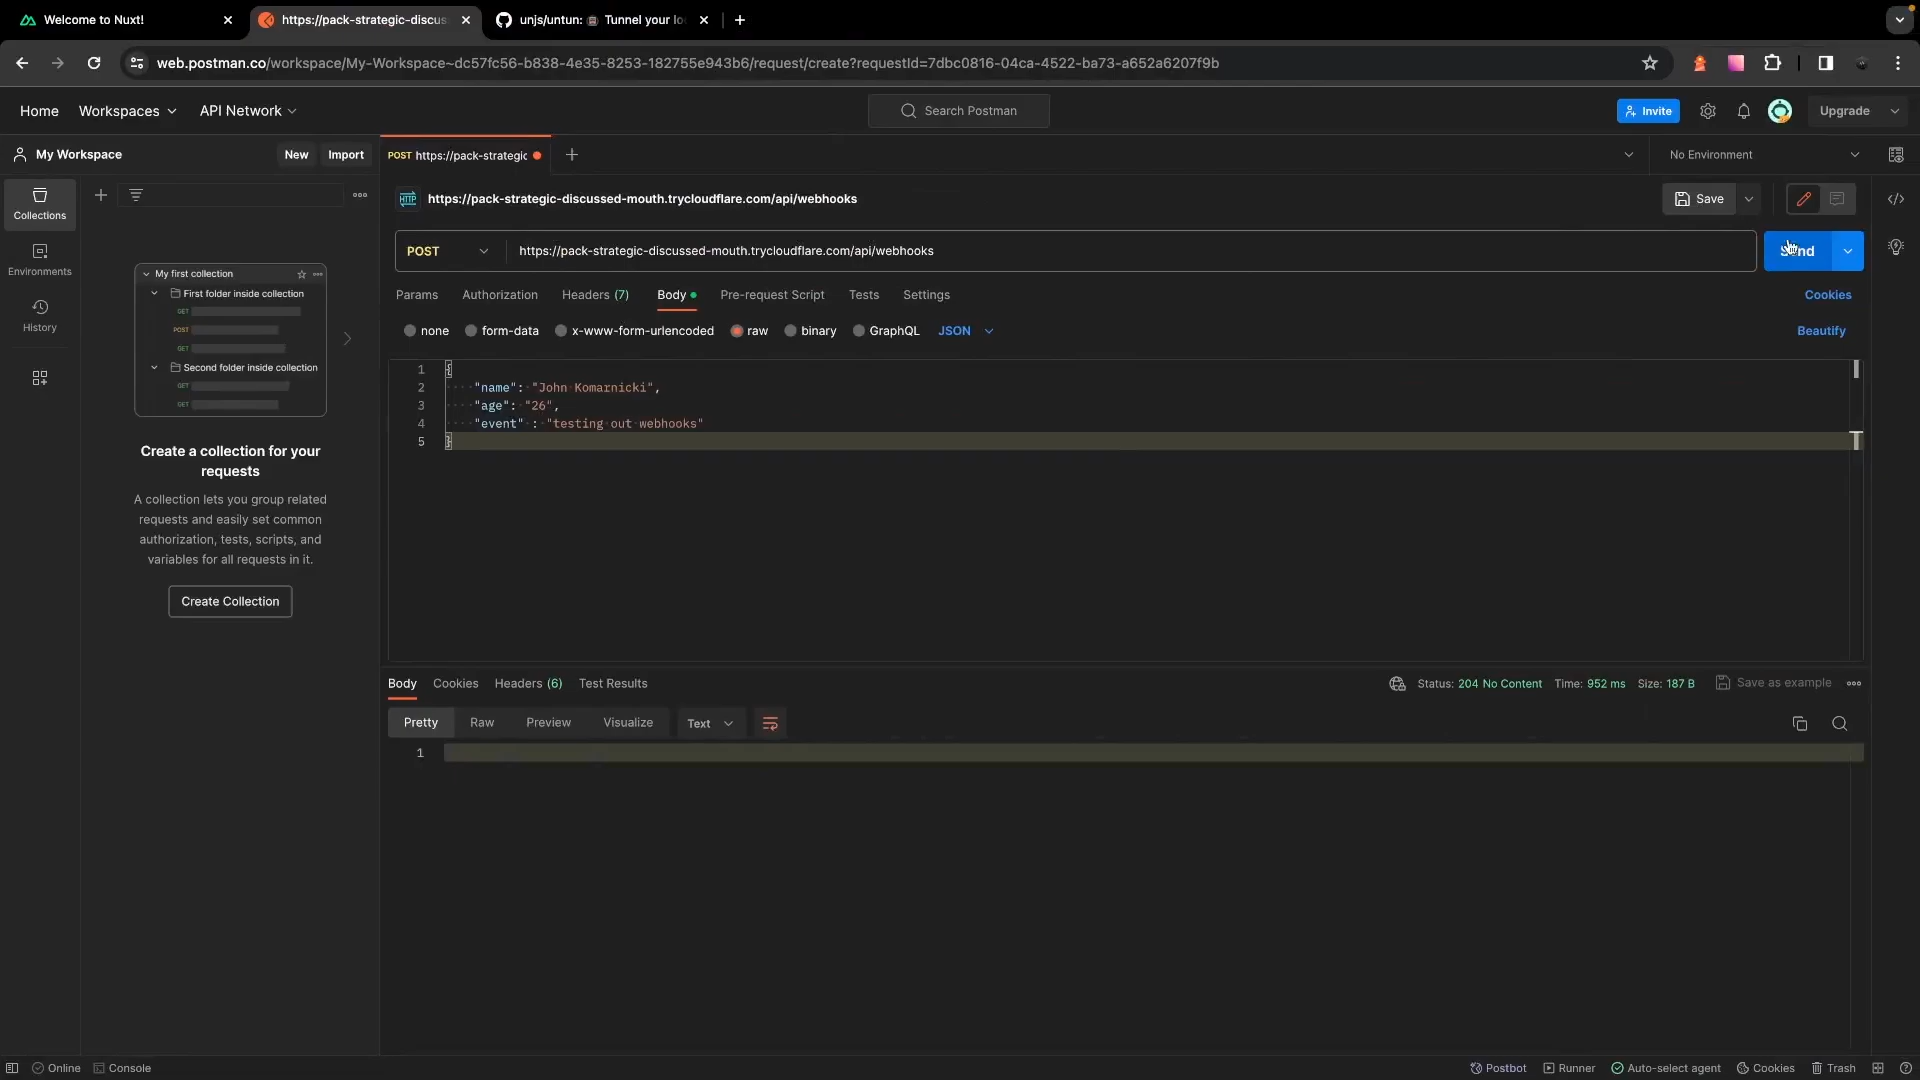 Welcome to Nuxt!
https://pack-strategic-discus
unjs/untun: Tunnel your lo
web.postman.co/workspace/My-Workspace~dc57fc56-b838-4e35-8253-182755e943b6/request/create?requestId=7dbc0816-04ca-4522-ba73-a652a6207f9b
Home Workspaces API Network
Search Postman
Invite
Upgrade
My Workspace
New Import
POST https://pack-strategic
No Environment
Collections
Environments
History
My first collection
First folder inside collection
GET
POST
GET
Second folder inside collection
GET
GET
Create a collection for your
requests
A collection lets you group related
requests and easily set common
authorization, tests, scripts, and
variables for all requests in it.
Create Collection
HTTP https://pack-strategic-discussed-mouth.trycloudflare.com/api/webhooks
Save
POST https://pack-strategic-discussed-mouth.trycloudflare.com/api/webhooks
Send
Params Authorization Headers (7) Body Pre-request Script Tests Settings
Cookies
none form-data x-www-form-urlencoded raw binary GraphQL JSON
Beautify
1 {
2 "name": "John Komarnicki",
3 "age": "26",
4 "event" : "testing out webhooks"
5 }
Body Cookies Headers (6) Test Results
Status: 204 No Content Time: 952 ms Size: 187 B Save as example
Pretty Raw Preview Visualize Text
1
Online Console
Postbot Runner Auto-select agent Cookies Trash